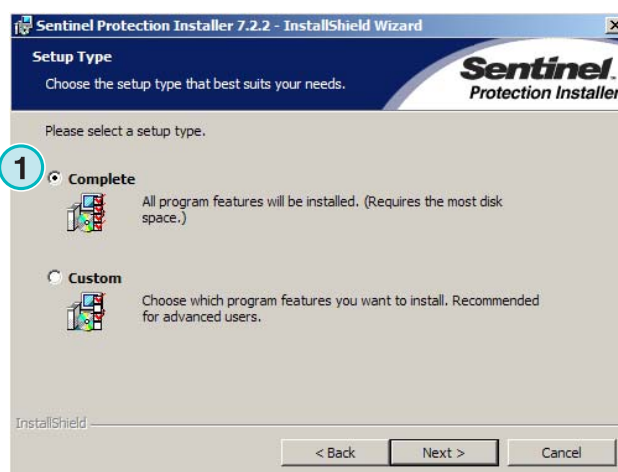 Sentinel Protection Installer 7.2.2 - InstallShield Wizard
Setup Type
Choose the setup type that best suits your needs.
Sentinel.
Protection Installer
Please select a setup type.
1
Complete
All program features will be installed. (Requires the most disk
space.)
Custom
Choose which program features you want to install. Recommended
for advanced users.
InstallShield
< Back
Next >
Cancel